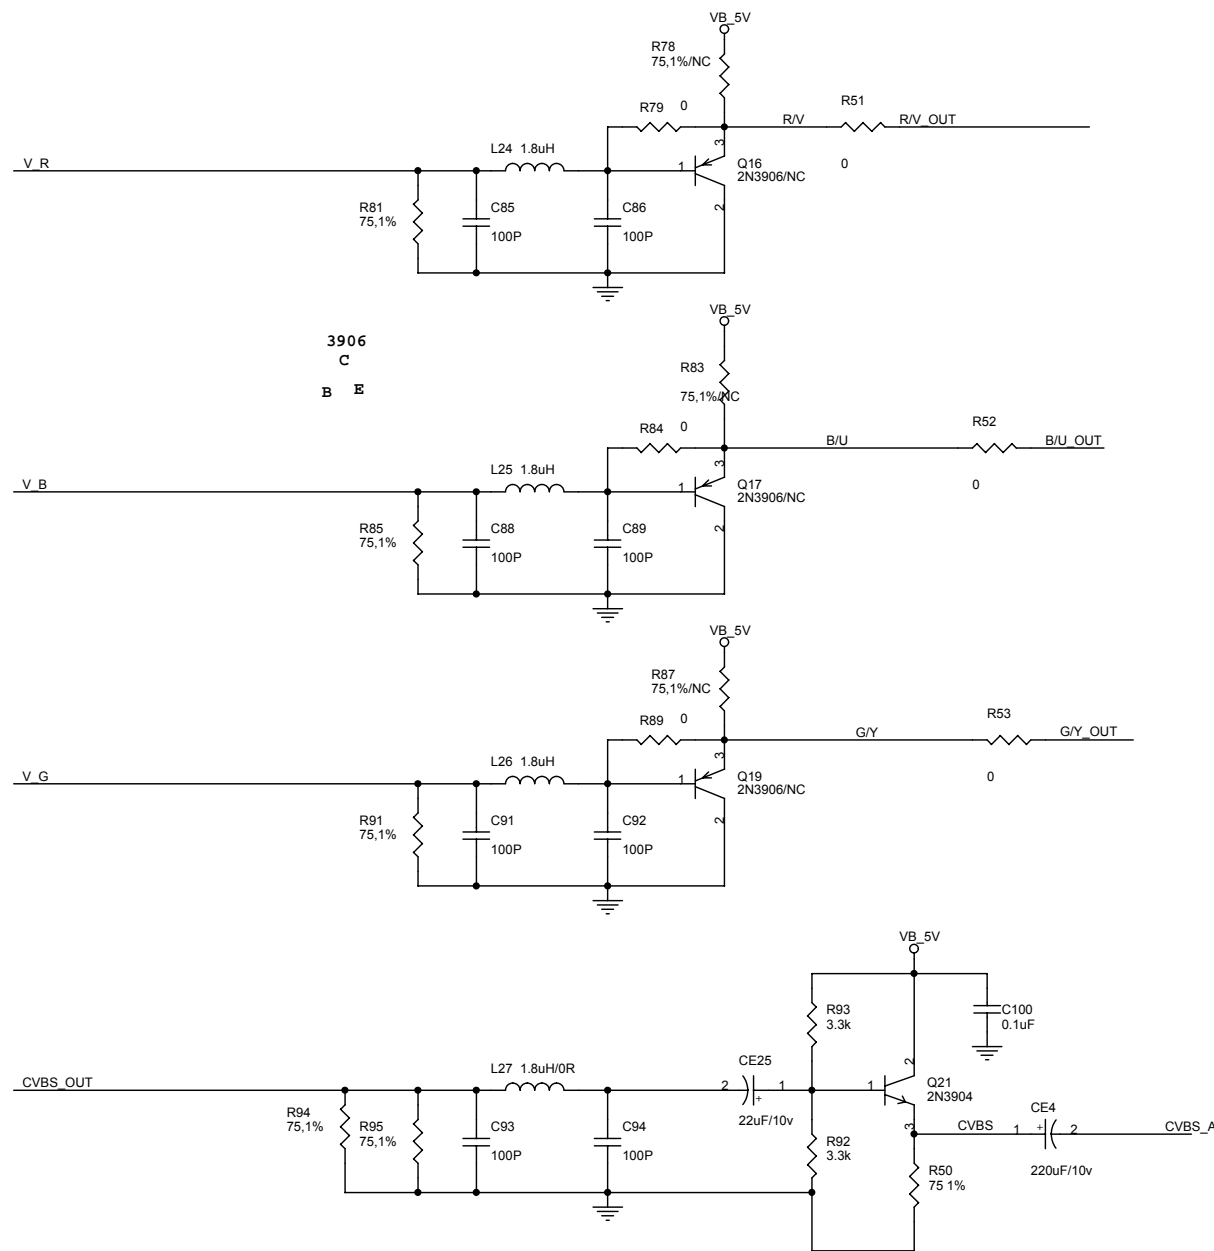 VB_5V
R78
75,1%/NC
R79 0
R/V
R51
0
R/V_OUT
V_R
L24 1.8uH
1
3
2
Q16
2N3906/NC
R81
75,1%
C85
100P
C86
100P
VB_5V
3906
C
B E
R83
75,1%/NC
R84 0
B/U
R52
0
B/U_OUT
V_B
L25 1.8uH
1
3
2
Q17
2N3906/NC
R85
75,1%
C88
100P
C89
100P
VB_5V
R87
75,1%/NC
R89 0
G/Y
R53
0
G/Y_OUT
V_G
L26 1.8uH
1
3
2
Q19
2N3906/NC
R91
75,1%
C91
100P
C92
100P
VB_5V
R93
3.3k
C100
0.1uF
CVBS_OUT
L27 1.8uH/0R
CE25
2 1
+
22uF/10v
1
2
3
Q21
2N3904
R94
75,1%
R95
75,1%
C93
100P
C94
100P
R92
3.3k
CVBS
CE4
1 2
+
220uF/10v
CVBS_A
R50
75 1%